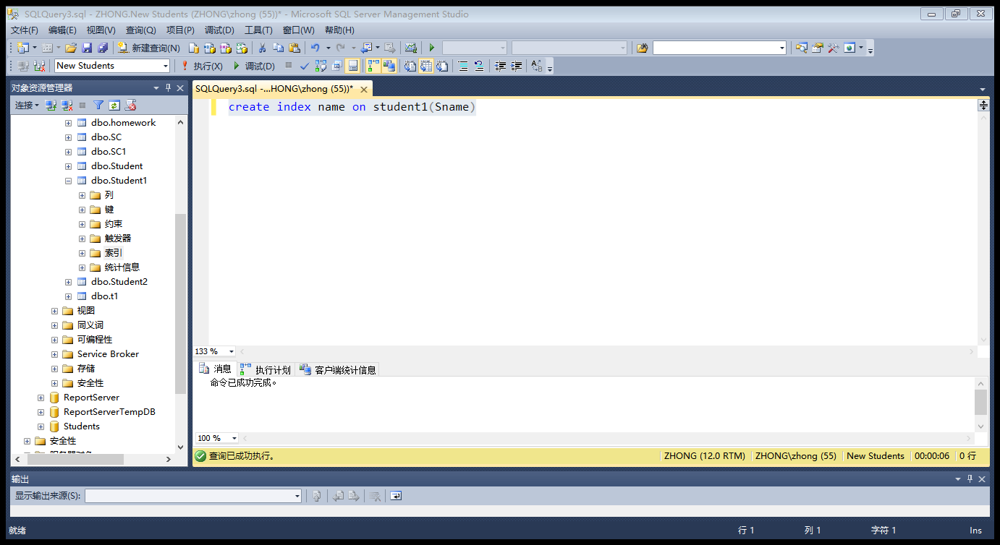 SQLQuery3.sql - ZHONG.New Students (ZHONG\zhong (55))* - Microsoft SQL Server Management Studio
文件(F) 编辑(E) 视图(V) 查询(Q) 项目(P) 调试(D) 工具(T) 窗口(W) 帮助(H)
新建查询(N)
New Students 执行(X) 调试(D)
对象资源管理器
连接
dbo.homework
dbo.SC
dbo.SC1
dbo.Student
dbo.Student1
列
键
约束
触发器
索引
统计信息
dbo.Student2
dbo.t1
视图
同义词
可编程性
Service Broker
存储
安全性
ReportServer
ReportServerTempDB
Students
安全性
服务器对象
SQLQuery3.sql -...HONG\zhong (55))*
create index name on student1(Sname)
133 %
消息 执行计划 客户端统计信息
命令已成功完成。
100 %
查询已成功执行。 ZHONG (12.0 RTM) ZHONG\zhong (55) New Students 00:00:06 0 行
输出
显示输出来源(S):
就绪 行 1 列 1 字符 1 Ins